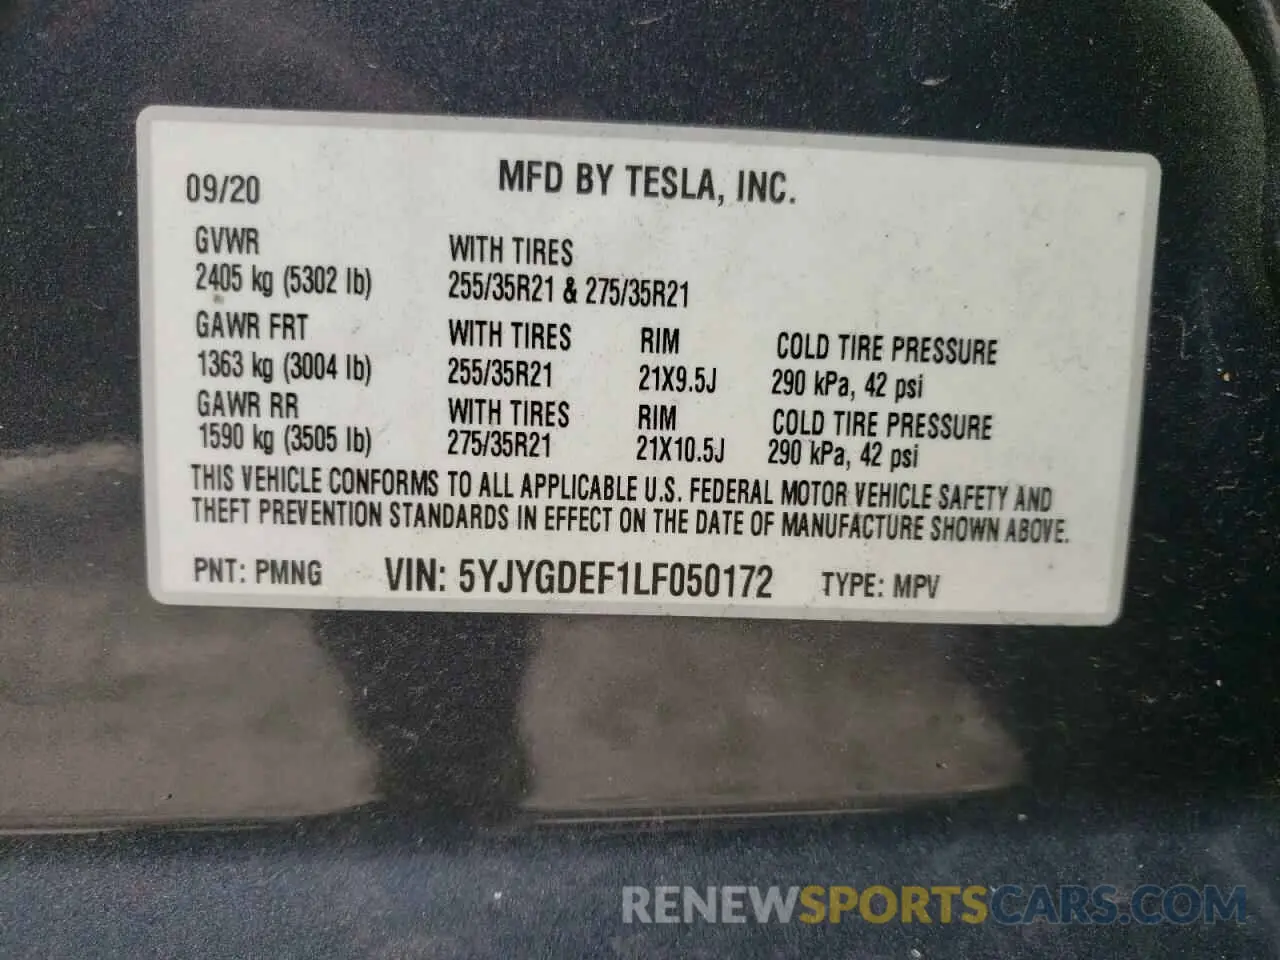 09/20 MFD BY TESLA, INC.
GVWR WITH TIRES
2405 kg (5302 lb) 255/35R21 & 275/35R21
GAWR FRT WITH TIRES RIM COLD TIRE PRESSURE
1363 kg (3004 lb) 255/35R21 21X9.5J 290 kPa, 42 psi
GAWR RR WITH TIRES RIM COLD TIRE PRESSURE
1590 kg (3505 lb) 275/35R21 21X10.5J 290 kPa, 42 psi
THIS VEHICLE CONFORMS TO ALL APPLICABLE U.S. FEDERAL MOTOR VEHICLE SAFETY AND
THEFT PREVENTION STANDARDS IN EFFECT ON THE DATE OF MANUFACTURE SHOWN ABOVE.
PNT: PMNG VIN: 5YJYGDEF1LF050172 TYPE: MPV
RENEWSPORTSCARS.COM